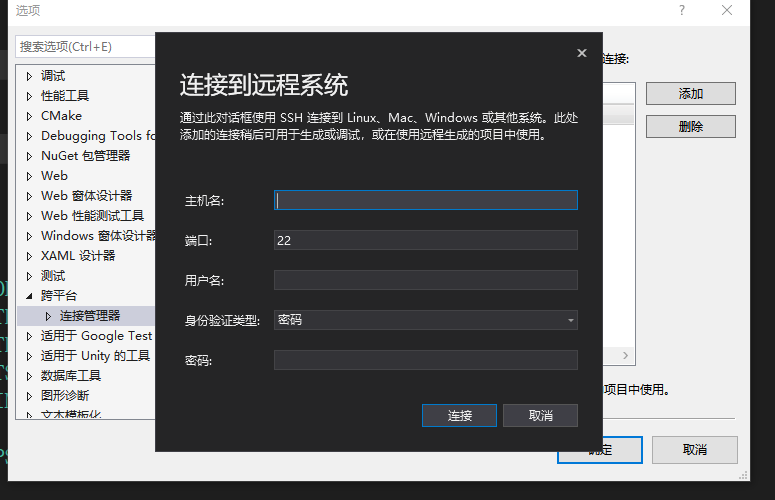 选项
搜索选项(Ctrl+E)
调试
性能工具
CMake
Debugging Tools fo
NuGet 包管理器
Web
Web 窗体设计器
Web 性能测试工具
Windows 窗体设计器
XAML 设计器
测试
跨平台
连接管理器
适用于 Google Test
适用于 Unity 的工具
数据库工具
图形诊断
文本模板化
连接到远程系统
通过此对话框使用 SSH 连接到 Linux、Mac、Windows 或其他系统。此处
添加的连接稍后可用于生成或调试，或在使用远程生成的项目中使用。
主机名:
端口:
22
用户名:
身份验证类型:
密码
密码:
连接
取消
连接:
添加
删除
项目中使用。
确定
取消